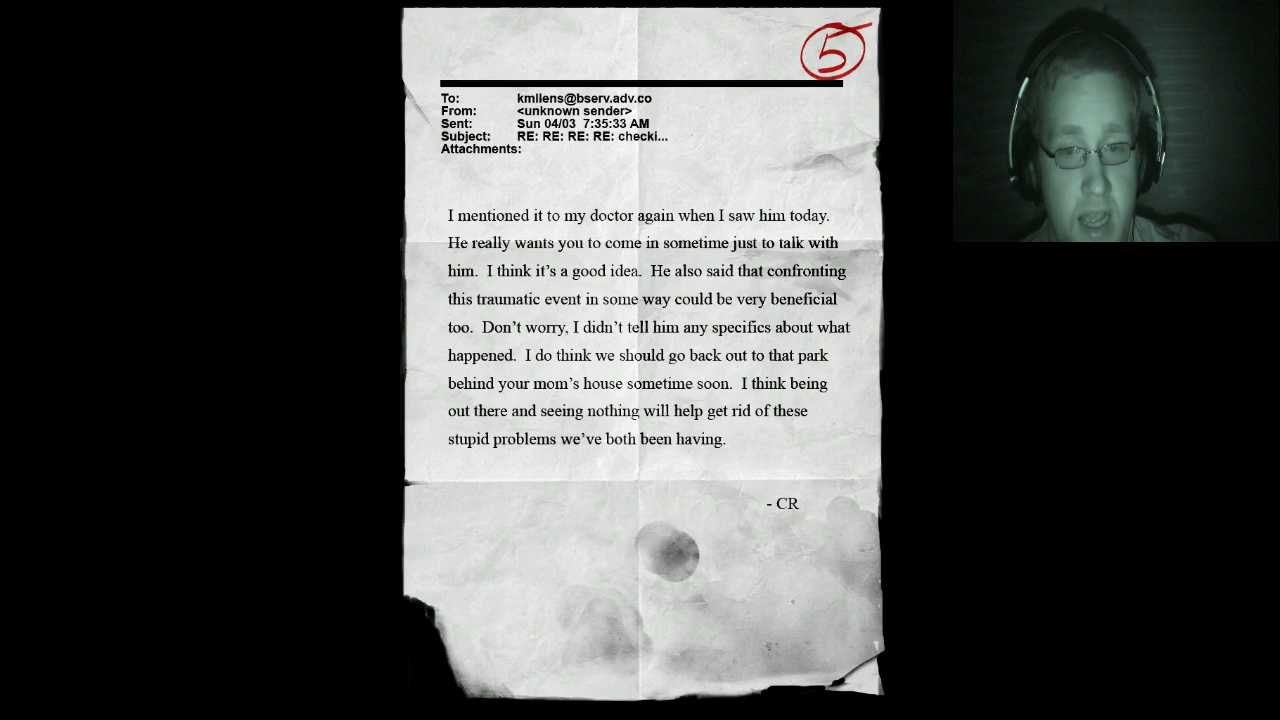 5
To: kmllens@bserv.adv.co
From: <unknown sender>
Sent: Sun 04/03 7:35:33 AM
Subject: RE: RE: RE: RE: checki...
Attachments:
I mentioned it to my doctor again when I saw him today.
He really wants you to come in sometime just to talk with
him.  I think it’s a good idea.  He also said that confronting
this traumatic event in some way could be very beneficial
too.  Don’t worry, I didn’t tell him any specifics about what
happened.  I do think we should go back out to that park
behind your mom’s house sometime soon.  I think being
out there and seeing nothing will help get rid of these
stupid problems we’ve both been having.
- CR